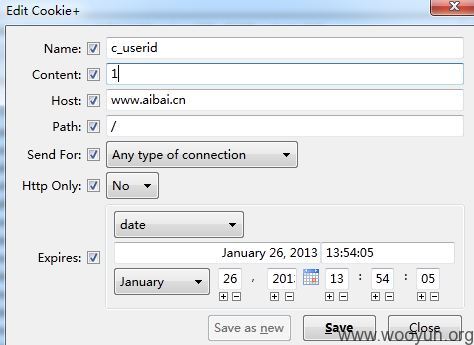 Edit Cookie+
Name: c_userid
Content: 1
Host: www.aibai.cn
Path: /
Send For: Any type of connection
Http Only: No
date
Expires: January 26, 2013 13:54:05
January 26 , 201 13 : 54 : 05
Save as new Save Close
www.wooyun.org